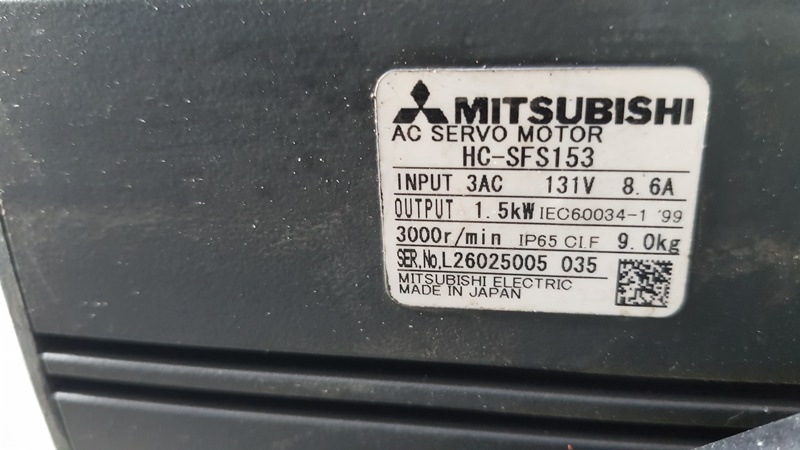 MITSUBISHI
AC SERVO MOTOR
HC-SFS153
INPUT 3AC 131V 8.6A
OUTPUT 1.5kW IEC60034-1 '99
3000r/min IP65 CI.F 9.0kg
SER.No.L26025005 035
MITSUBISHI ELECTRIC
MADE IN JAPAN